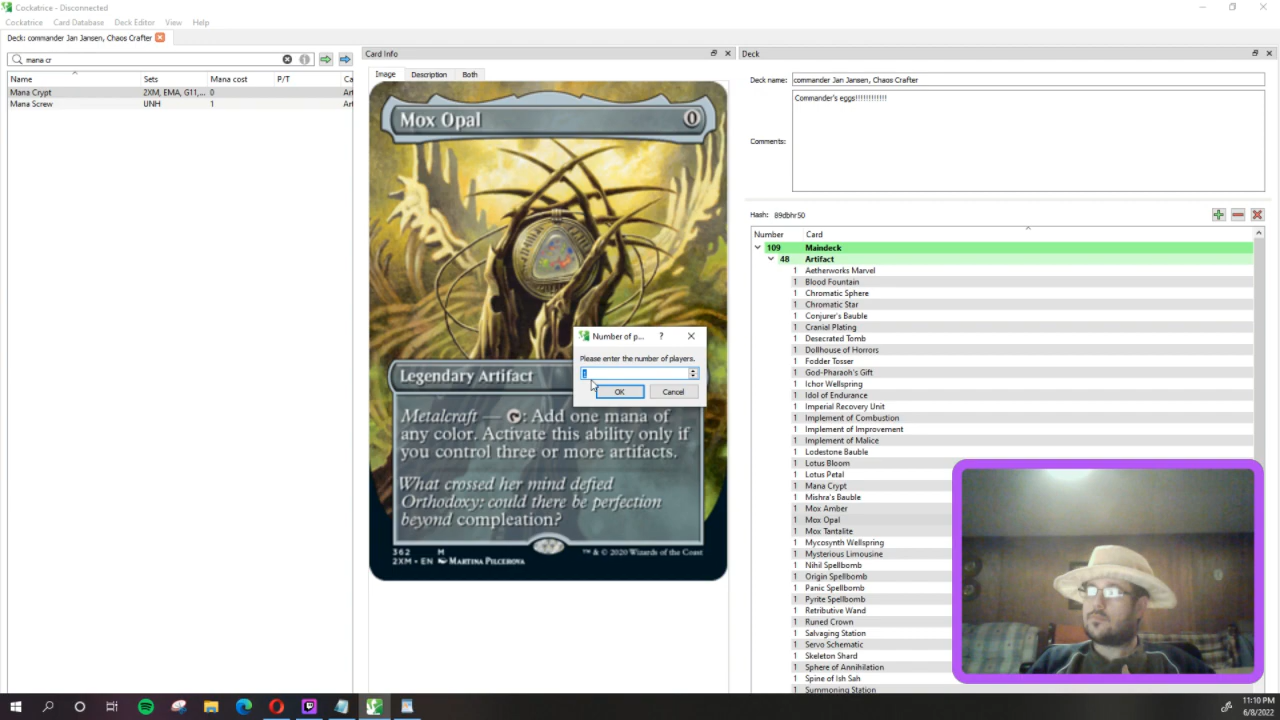 Cockatrice - Disconnected
Cockatrice Card Database Deck Editor View Help
Deck: commander Jan Jansen, Chaos Crafter
mana cr
Name Sets Mana cost P/T Ca
Mana Crypt 2XM, EMA, G11,... 0 Art
Mana Screw UNH 1 Art
Card Info
Image Description Both
Mox Opal 0
Legendary Artifact
Metalcraft — : Add one mana of
any color. Activate this ability only if
you control three or more artifacts.
What crossed her mind defied
Orthodoxy: could there be perfection
beyond compleation?
362 M
2XM • EN MARTINA PILCEROVA
™ & © 2020 Wizards of the Coast
Number of p...
?
Please enter the number of players.
1
OK Cancel
Deck
Deck name: commander Jan Jansen, Chaos Crafter
Comments: Commander's eggs!!!!!!!!!!!!
Hash: 89dbhr50
Number Card
109 Maindeck
48 Artifact
1 Aetherworks Marvel
1 Blood Fountain
1 Chromatic Sphere
1 Chromatic Star
1 Conjurer's Bauble
1 Cranial Plating
1 Desecrated Tomb
1 Dollhouse of Horrors
1 Fodder Tosser
1 God-Pharaoh's Gift
1 Ichor Wellspring
1 Idol of Endurance
1 Imperial Recovery Unit
1 Implement of Combustion
1 Implement of Improvement
1 Implement of Malice
1 Lodestone Bauble
1 Lotus Bloom
1 Lotus Petal
1 Mana Crypt
1 Mishra's Bauble
1 Mox Amber
1 Mox Opal
1 Mox Tantalite
1 Mycosynth Wellspring
1 Mysterious Limousine
1 Nihil Spellbomb
1 Origin Spellbomb
1 Panic Spellbomb
1 Pyrite Spellbomb
1 Retributive Wand
1 Runed Crown
1 Salvaging Station
1 Servo Schematic
1 Skeleton Shard
1 Sphere of Annihilation
1 Spine of Ish Sah
1 Summoning Station
11:10 PM
6/8/2022